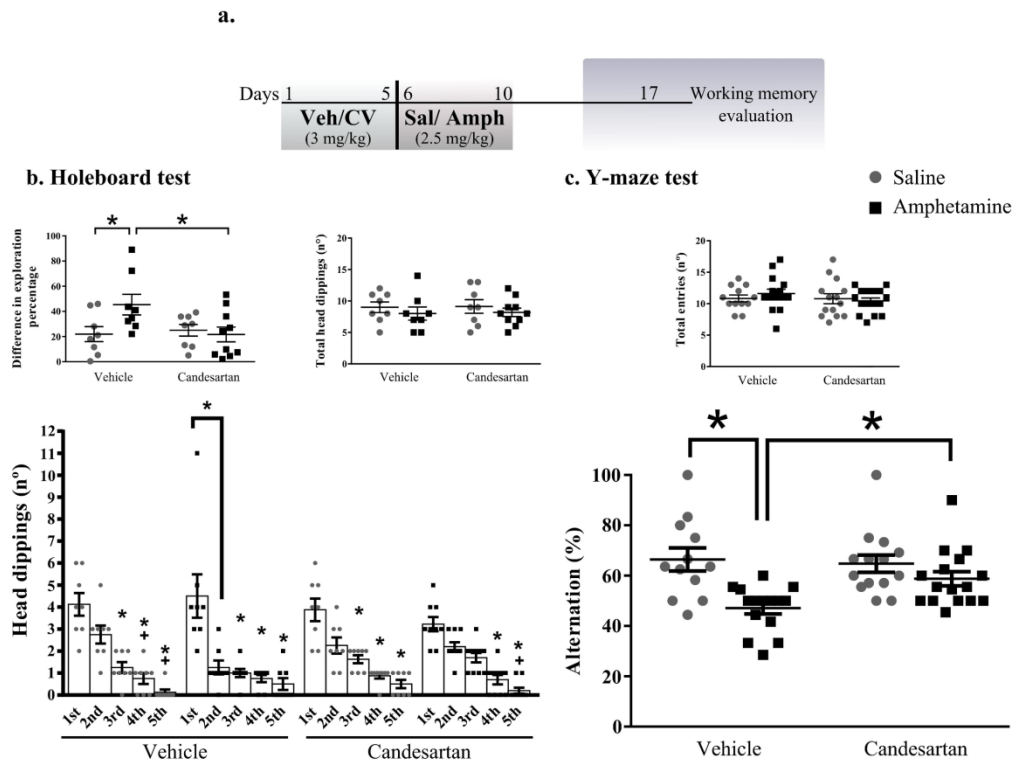 a.
Days 1 5 6 10 17 Working memory
evaluation
Veh/CV Sal/ Amph
(3 mg/kg) (2.5 mg/kg)
b. Holeboard test
c. Y-maze test
Saline
Amphetamine
* *
Difference in exploration
percentage
100
80
60
40
20
0
Vehicle Candesartan
Total head dippings (n°)
20
15
10
5
0
Vehicle Candesartan
Total entries (n°)
20
15
10
5
0
Vehicle Candesartan
Head dippings (n°)
12
11
10
9
8
7
6
5
4
3
2
1
0
*
* * + * +
* * *
* * *
* * +
1st 2nd 3rd 4th 5th 1st 2nd 3rd 4th 5th 1st 2nd 3rd 4th 5th 1st 2nd 3rd 4th 5th
Vehicle Candesartan
* *
Alternation (%)
100
80
60
40
20
0
Vehicle Candesartan